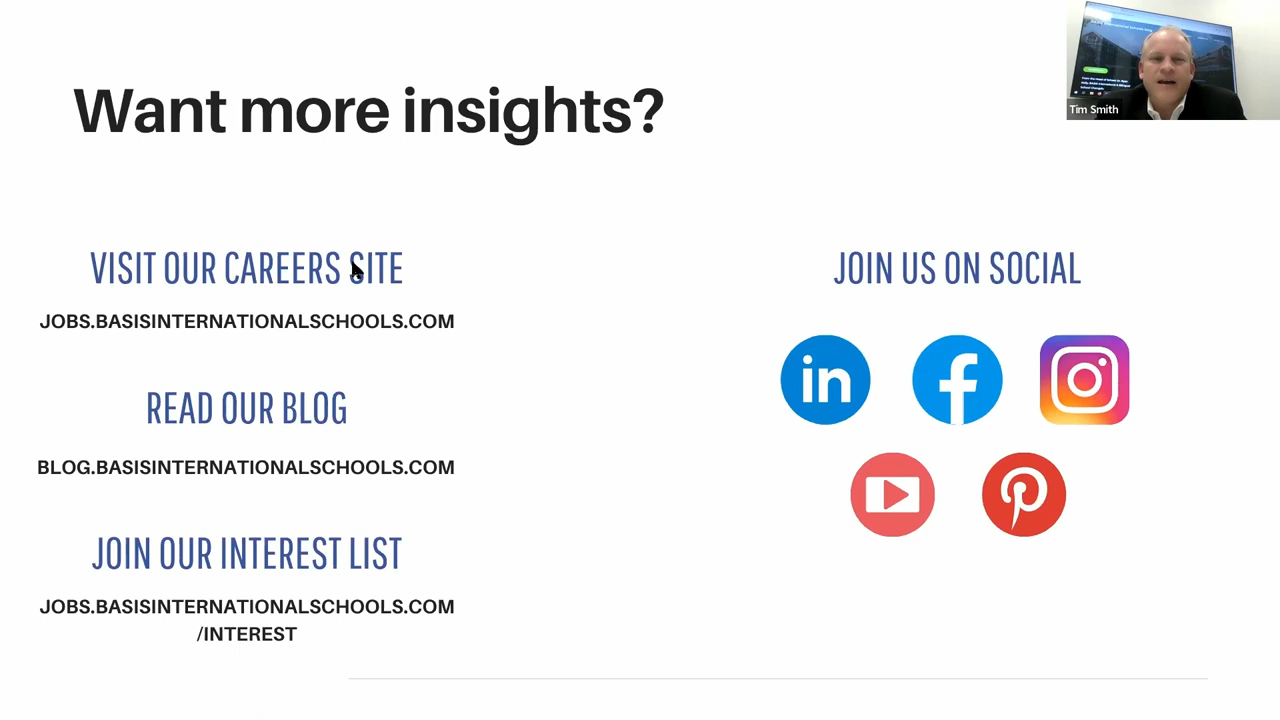 Want more insights?
Tim Smith
VISIT OUR CAREERS SITE
JOBS.BASISINTERNATIONALSCHOOLS.COM
READ OUR BLOG
BLOG.BASISINTERNATIONALSCHOOLS.COM
JOIN OUR INTEREST LIST
JOBS.BASISINTERNATIONALSCHOOLS.COM
/INTEREST
JOIN US ON SOCIAL
in